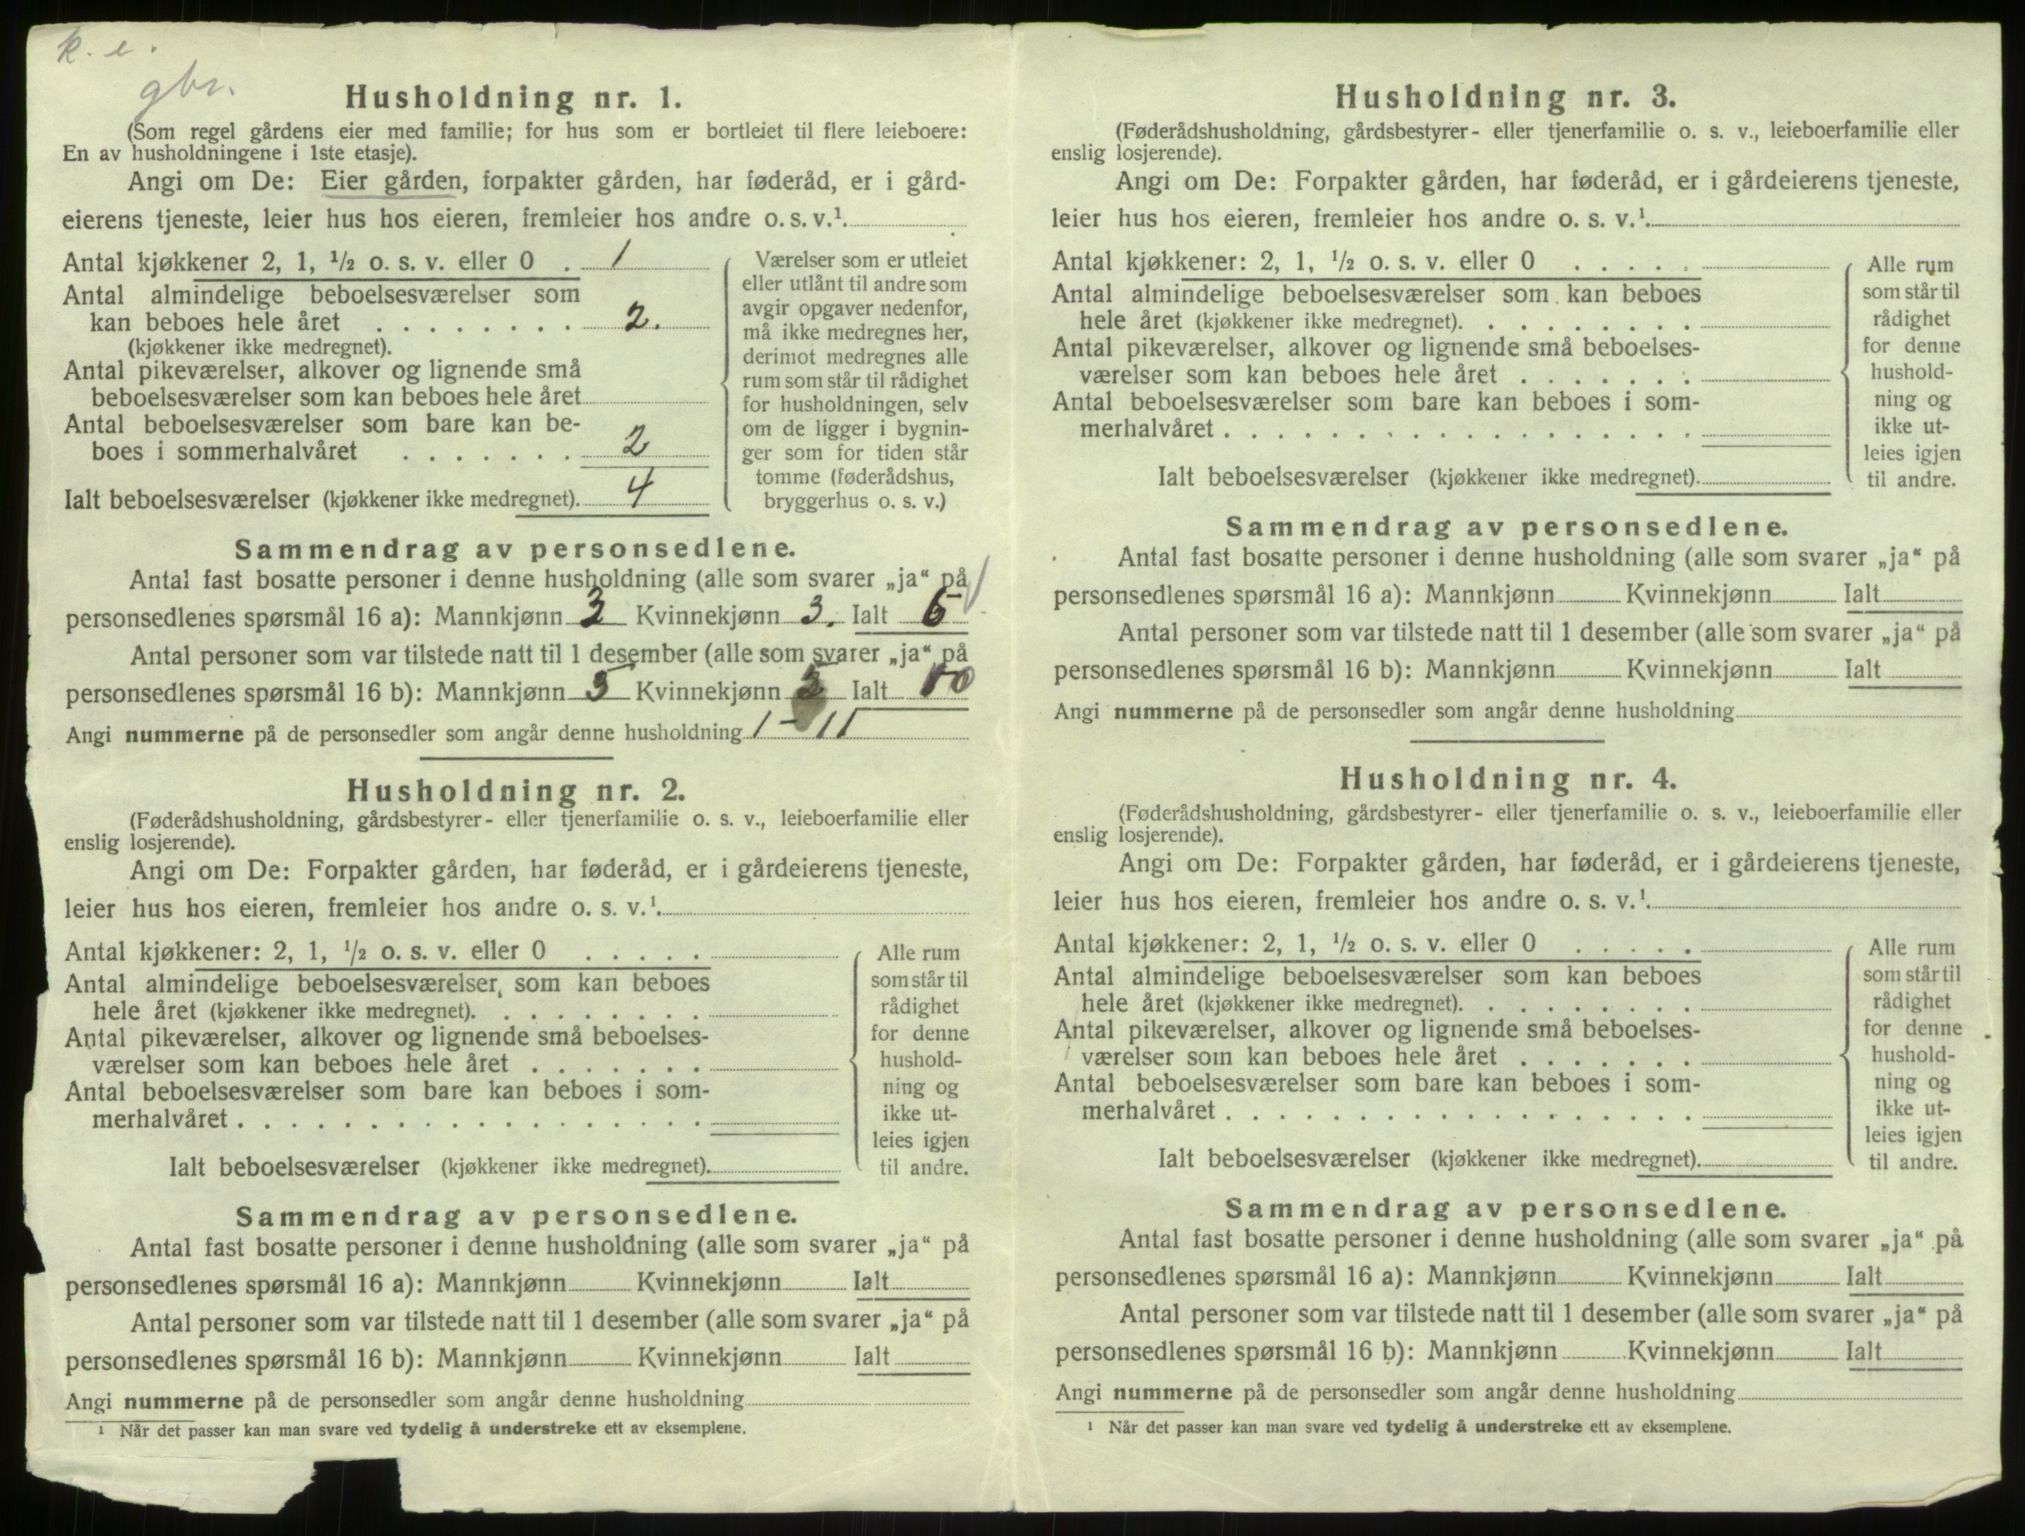 k. e.
gbr.
Husholdning nr. 1.
(Som regel gårdens eier med familie; for hus som er bortleiet til flere leieboere:
En av husholdningene i 1ste etasje).
Angi om De: Eier gården, forpakter gården, har føderåd, er i gård-
eierens tjeneste, leier hus hos eieren, fremleier hos andre o. s. v.¹
Antal kjøkkener 2, 1, ½ o. s. v. eller 0 . 1
Antal almindelige beboelsesværelser som
kan beboes hele året . . . . . . . . 2.
(kjøkkener ikke medregnet).
Antal pikeværelser, alkover og lignende små
beboelsesværelser som kan beboes hele året
Antal beboelsesværelser som bare kan be-
boes i sommerhalvåret . . . . . . . 2
Ialt beboelsesværelser (kjøkkener ikke medregnet). 4
Værelser som er utleiet
eller utlånt til andre som
avgir opgaver nedenfor,
må ikke medregnes her,
derimot medregnes alle
rum som står til rådighet
for husholdningen, selv
om de ligger i bygnin-
ger som for tiden står
tomme (føderådshus,
bryggerhus o. s. v.)
Sammendrag av personsedlene.
Antal fast bosatte personer i denne husholdning (alle som svarer „ja“ på
personsedlenes spørsmål 16 a): Mannkjønn Kvinnekjønn 3. Ialt 6
Antal personer som var tilstede natt til 1 desember (alle som svarer „ja“ på
personsedlenes spørsmål 16 b): Mannkjønn 5 Kvinnekjønn Ialt 10
Angi nummerne på de personsedler som angår denne husholdning 1-11
Husholdning nr. 2.
(Føderådshusholdning, gårdsbestyrer- eller tjenerfamilie o. s. v., leieboerfamilie eller
enslig losjerende).
Angi om De: Forpakter gården, har føderåd, er i gårdeierens tjeneste,
leier hus hos eieren, fremleier hos andre o. s. v.¹
Antal kjøkkener: 2, 1, ½ o. s. v. eller 0 . . . . .
Antal almindelige beboelsesværelser som kan beboes
hele året (kjøkkener ikke medregnet). . . . . . . . .
Antal pikeværelser, alkover og lignende små beboelses-
værelser som kan beboes hele året . . . . . . .
Antal beboelsesværelser som bare kan beboes i som-
merhalvåret . . . . . . . . . . . . . . . . . .
Ialt beboelsesværelser (kjøkkener ikke medregnet).
Alle rum
som står til
rådighet
for denne
hushold-
ning og
ikke ut-
leies igjen
til andre.
Sammendrag av personsedlene.
Antal fast bosatte personer i denne husholdning (alle som svarer „ja“ på
personsedlenes spørsmål 16 a): Mannkjønn Kvinnekjønn Ialt
Antal personer som var tilstede natt til 1 desember (alle som svarer „ja“ på
personsedlenes spørsmål 16 b): Mannkjønn Kvinnekjønn Ialt
Angi nummerne på de personsedler som angår denne husholdning
¹ Når det passer kan man svare ved tydelig å understreke ett av eksemplene.
Husholdning nr. 3.
(Føderådshusholdning, gårdsbestyrer- eller tjenerfamilie o. s. v., leieboerfamilie eller
enslig losjerende).
Angi om De: Forpakter gården, har føderåd, er i gårdeierens tjeneste,
leier hus hos eieren, fremleier hos andre o. s. v.¹
Antal kjøkkener: 2, 1, ½ o. s. v. eller 0 . . . . .
Antal almindelige beboelsesværelser som kan beboes
hele året (kjøkkener ikke medregnet). . . . . . . . .
Antal pikeværelser, alkover og lignende små beboelses-
værelser som kan beboes hele året . . . . . . .
Antal beboelsesværelser som bare kan beboes i som-
merhalvåret . . . . . . . . . . . . . . . . . .
Ialt beboelsesværelser (kjøkkener ikke medregnet).
Alle rum
som står til
rådighet
for denne
hushold-
ning og
ikke ut-
leies igjen
til andre.
Sammendrag av personsedlene.
Antal fast bosatte personer i denne husholdning (alle som svarer „ja“ på
personsedlenes spørsmål 16 a): Mannkjønn Kvinnekjønn Ialt
Antal personer som var tilstede natt til 1 desember (alle som svarer „ja“ på
personsedlenes spørsmål 16 b): Mannkjønn Kvinnekjønn Ialt
Angi nummerne på de personsedler som angår denne husholdning
Husholdning nr. 4.
(Føderådshusholdning, gårdsbestyrer- eller tjenerfamilie o. s. v., leieboerfamilie eller
enslig losjerende).
Angi om De: Forpakter gården, har føderåd, er i gårdeierens tjeneste,
leier hus hos eieren, fremleier hos andre o. s. v.¹
Antal kjøkkener: 2, 1, ½ o. s. v. eller 0 . . . . .
Antal almindelige beboelsesværelser som kan beboes
hele året (kjøkkener ikke medregnet). . . . . . . . .
Antal pikeværelser, alkover og lignende små beboelses-
værelser som kan beboes hele året . . . . . . .
Antal beboelsesværelser som bare kan beboes i som-
merhalvåret . . . . . . . . . . . . . . . . . .
Ialt beboelsesværelser (kjøkkener ikke medregnet).
Alle rum
som står til
rådighet
for denne
hushold-
ning og
ikke ut-
leies igjen
til andre.
Sammendrag av personsedlene.
Antal fast bosatte personer i denne husholdning (alle som svarer „ja“ på
personsedlenes spørsmål 16 a): Mannkjønn Kvinnekjønn Ialt
Antal personer som var tilstede natt til 1 desember (alle som svarer „ja“ på
personsedlenes spørsmål 16 b): Mannkjønn Kvinnekjønn Ialt
Angi nummerne på de personsedler som angår denne husholdning
¹ Når det passer kan man svare ved tydelig å understreke ett av eksemplene.